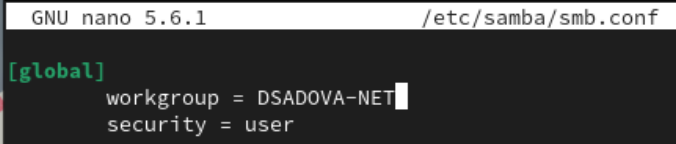 GNU nano 5.6.1 /etc/samba/smb.conf
[global]
workgroup = DSADOVA-NET
security = user